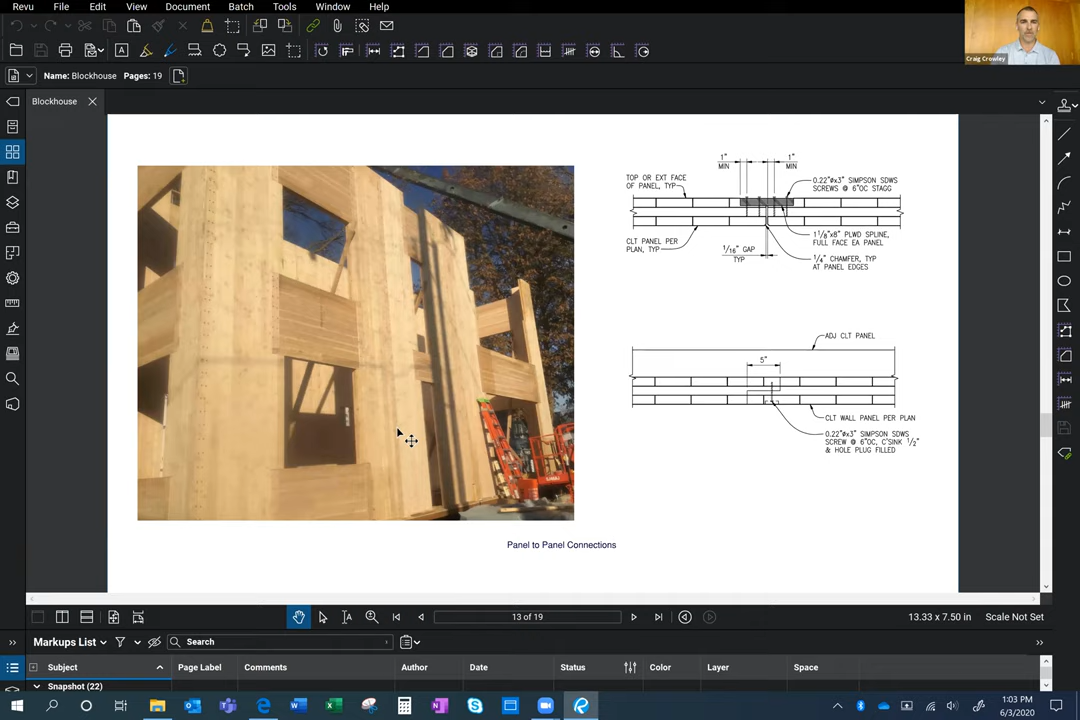 Revu File Edit View Document Batch Tools Window Help
Craig Crowley
Name: Blockhouse Pages: 19
Blockhouse
1" MIN
1" MIN
TOP OR EXT FACE
OF PANEL, TYP
0.22"øx3" SIMPSON SDWS
SCREWS @ 6"OC STAGG
CLT PANEL PER
PLAN, TYP
1 1/8"x8" PLWD SPLINE,
FULL FACE EA PANEL
1/16" GAP
TYP
1/4" CHAMFER, TYP
AT PANEL EDGES
ADJ CLT PANEL
5"
CLT WALL PANEL PER PLAN
0.22"øx3" SIMPSON SDWS
SCREW @ 6"OC, C'SINK 1/2"
& HOLE PLUG FILLED
Panel to Panel Connections
13 of 19
13.33 x 7.50 in Scale Not Set
Markups List Search
Subject Page Label Comments Author Date Status Color Layer Space
Snapshot (22)
1:03 PM
6/3/2020